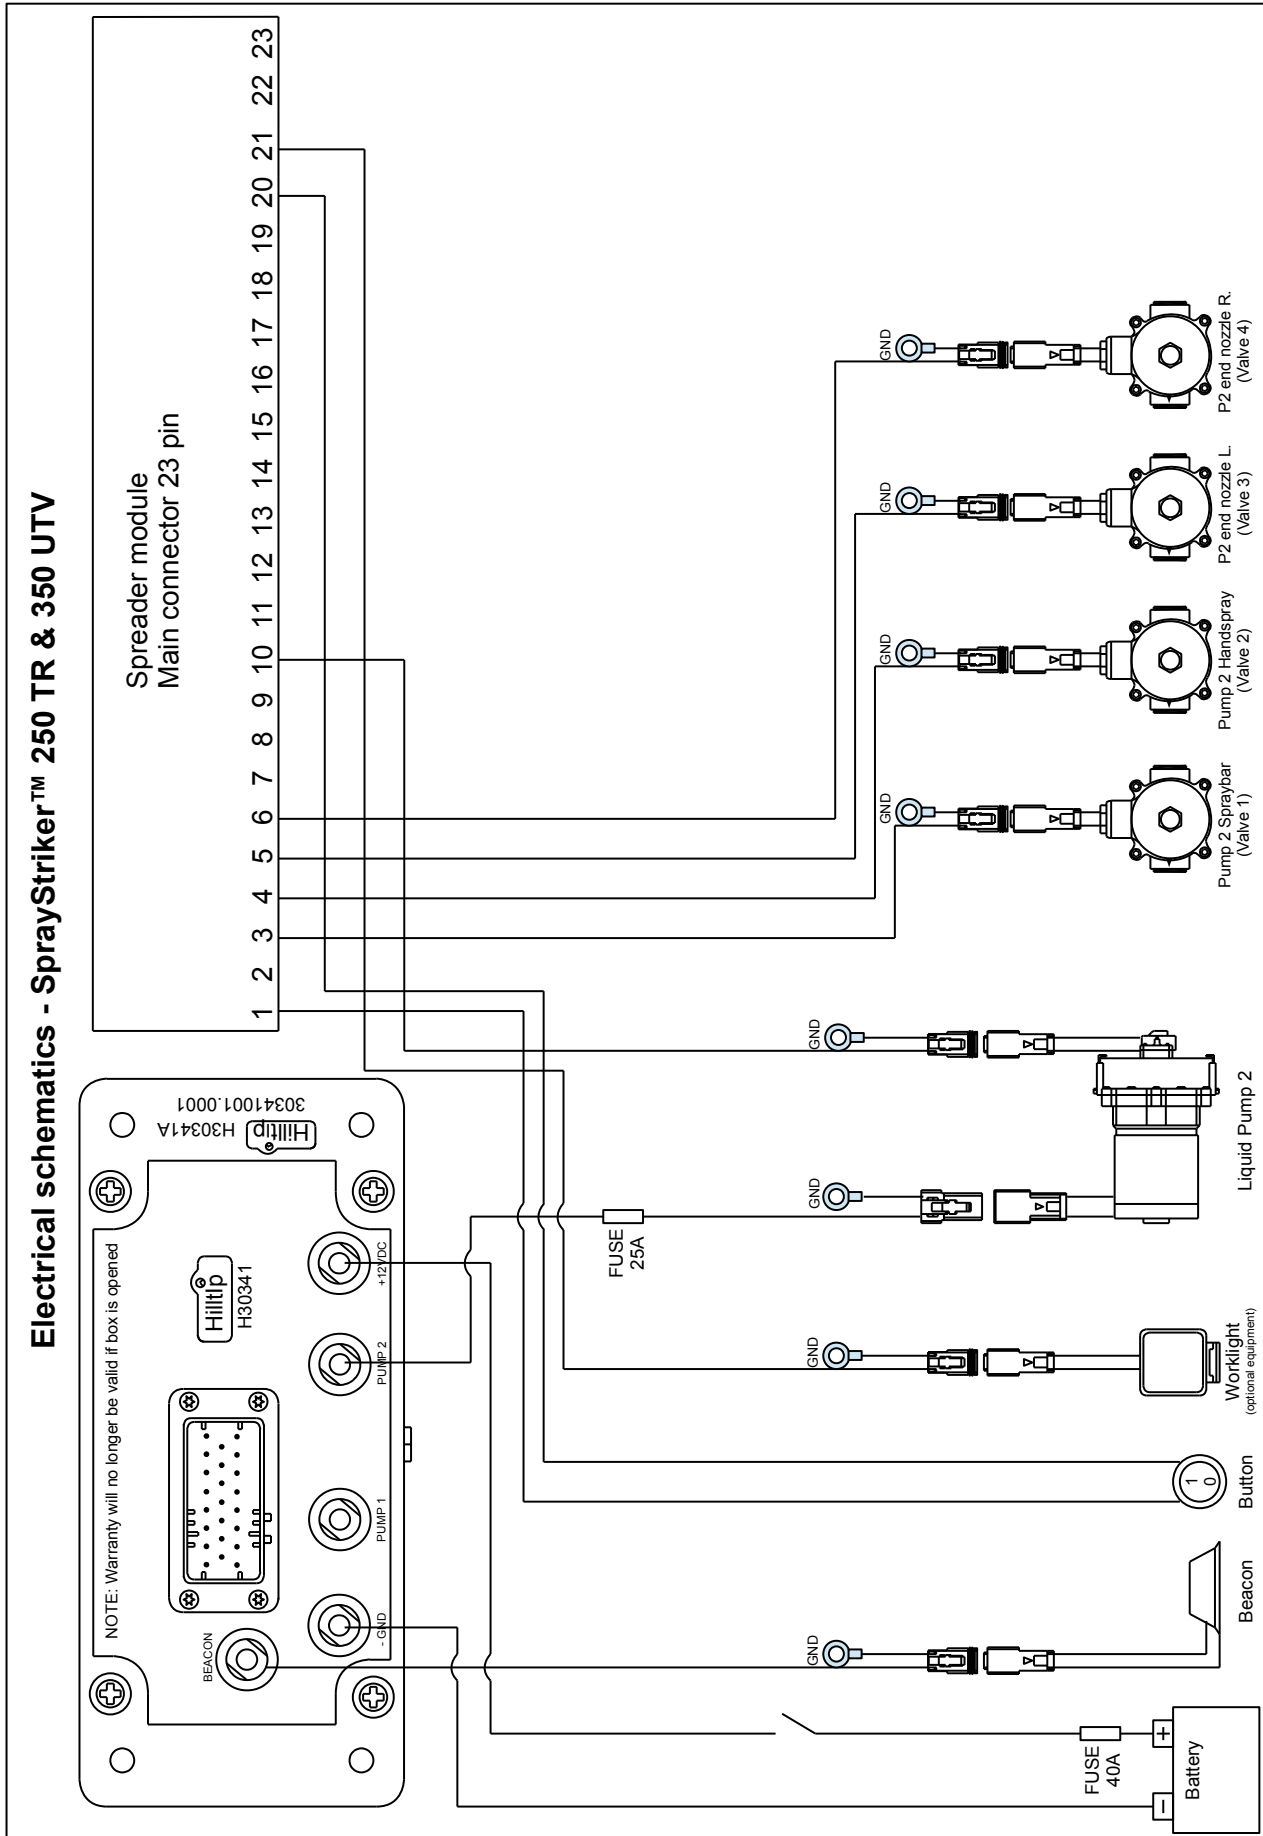 Electrical schematics - SprayStriker™ 250 TR & 350 UTV
Spreader module
Main connector 23 pin
1 2 3 4 5 6 7 8 9 10 11 12 13 14 15 16 17 18 19 20 21 22 23
NOTE: Warranty will no longer be valid if box is opened
Hilltip
H30341
Hilltip
H30341A
30341001.0001
BEACON
- GND
PUMP 1
PUMP 2
+12VDC
FUSE
25A
FUSE
40A
GND
GND
GND
GND
GND
GND
GND
GND
+
−
Battery
Beacon
1
0
Button
Worklight
(optional equipment)
Liquid Pump 2
Pump 2 Spraybar
(Valve 1)
Pump 2 Handspray
(Valve 2)
P2 end nozzle L.
(Valve 3)
P2 end nozzle R.
(Valve 4)